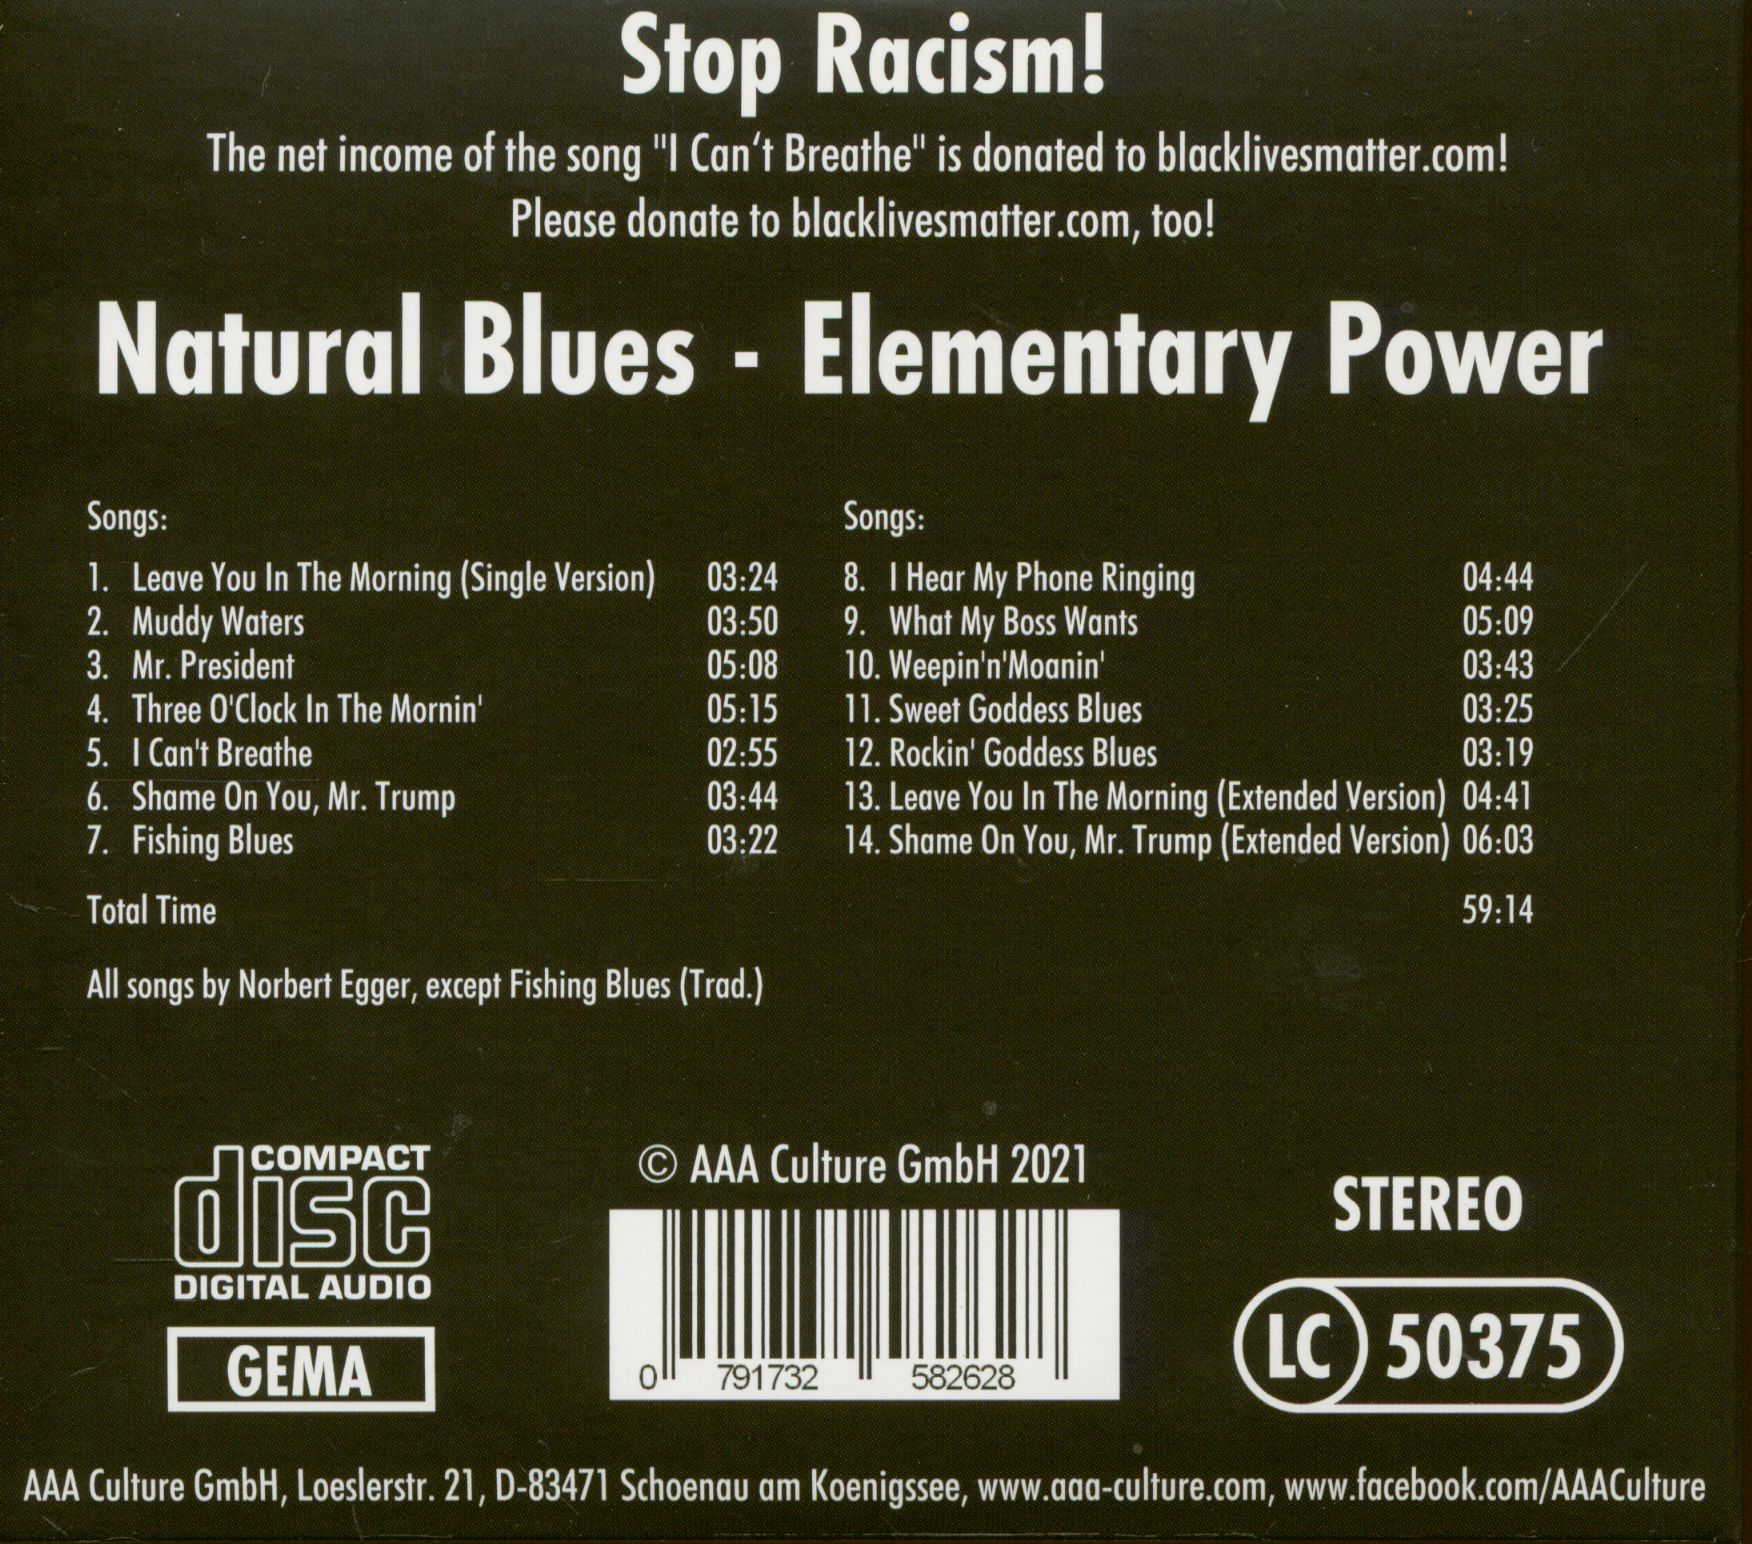 Stop Racism!
The net income of the song "I Can‘t Breathe" is donated to blacklivesmatter.com!
Please donate to blacklivesmatter.com, too!
Natural Blues - Elementary Power
Songs:
1. Leave You In The Morning (Single Version) 03:24
2. Muddy Waters 03:50
3. Mr. President 05:08
4. Three O'Clock In The Mornin' 05:15
5. I Can't Breathe 02:55
6. Shame On You, Mr. Trump 03:44
7. Fishing Blues 03:22
Songs:
8. I Hear My Phone Ringing 04:44
9. What My Boss Wants 05:09
10. Weepin'n'Moanin' 03:43
11. Sweet Goddess Blues 03:25
12. Rockin' Goddess Blues 03:19
13. Leave You In The Morning (Extended Version) 04:41
14. Shame On You, Mr. Trump (Extended Version) 06:03
Total Time 59:14
All songs by Norbert Egger, except Fishing Blues (Trad.)
COMPACT
disc
DIGITAL AUDIO
GEMA
© AAA Culture GmbH 2021
0 791732 582628
STEREO
LC 50375
AAA Culture GmbH, Loeslerstr. 21, D-83471 Schoenau am Koenigssee, www.aaa-culture.com, www.facebook.com/AAACulture